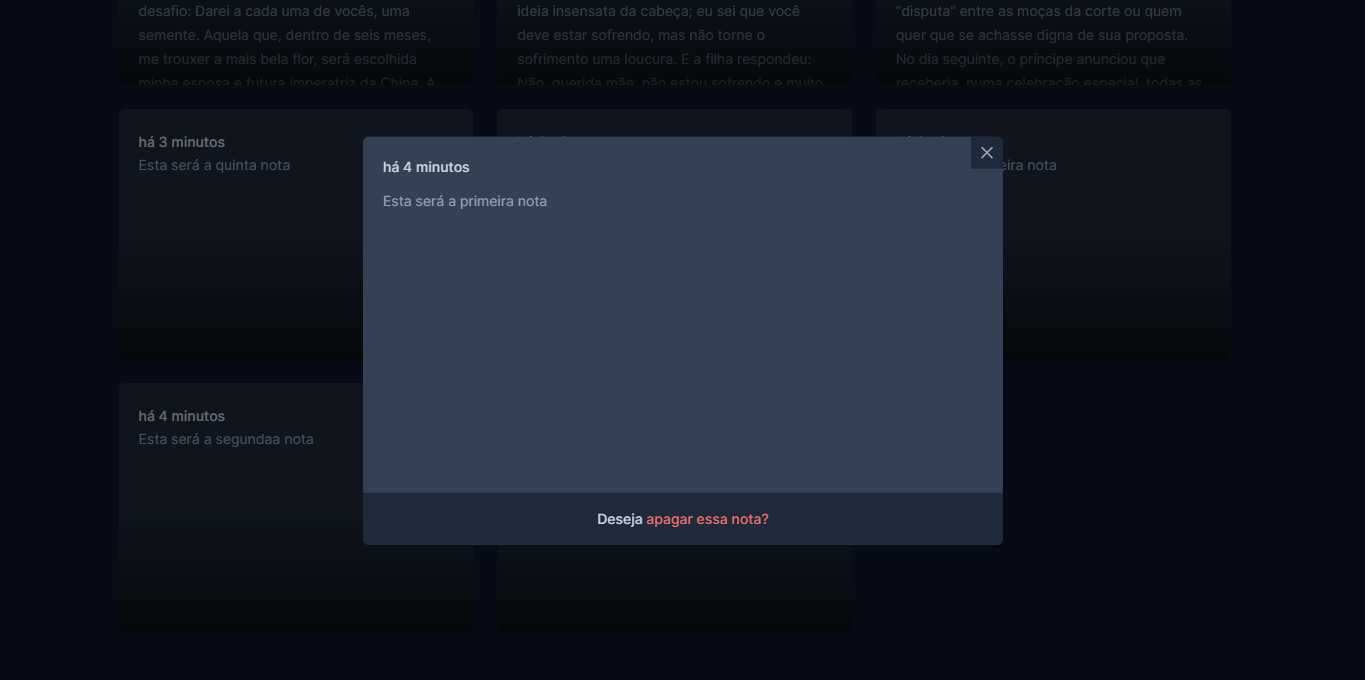 desafio: Darei a cada uma de vocês, uma
semente. Aquela que, dentro de seis meses,
me trouxer a mais bela flor, será escolhida
minha esposa e futura imperatriz da China. A
ideia insensata da cabeça; eu sei que você
deve estar sofrendo, mas não torne o
sofrimento uma loucura. E a filha respondeu:
Não, querida mãe, não estou sofrendo e muito
“disputa” entre as moças da corte ou quem
quer que se achasse digna de sua proposta.
No dia seguinte, o príncipe anunciou que
receberia, numa celebração especial, todas as
há 3 minutos
Esta será a quinta nota
eira nota
há 4 minutos
Esta será a primeira nota
há 4 minutos
Esta será a segundaa nota
Deseja apagar essa nota?